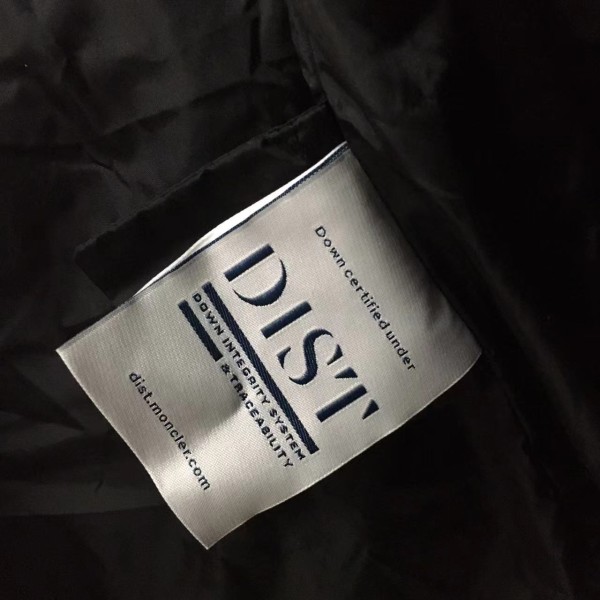 Down certified under
DIST
DOWN INTEGRITY SYSTEM
& TRACEABILITY
dist.moncler.com